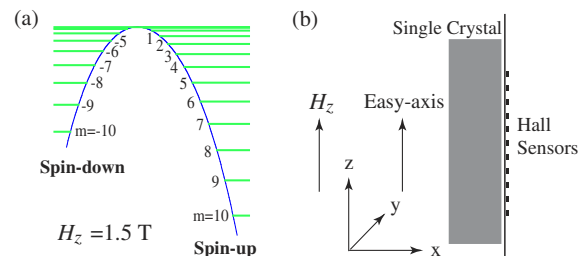 (a)
-5
-6
-7
-8
-9
m=-10
Spin-down
1
2
3
4
5
6
7
8
9
m=10
Spin-up
H_z =1.5 T
(b)
Single Crystal
H_z
Easy-axis
Hall
Sensors
z
y
x